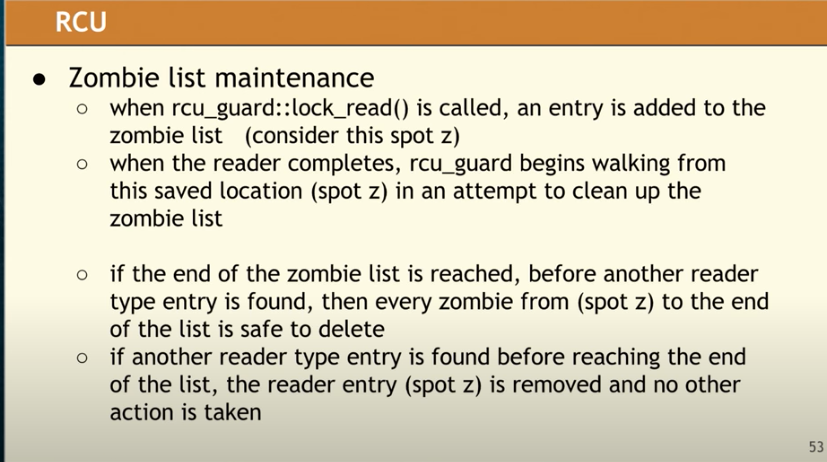 RCU
● Zombie list maintenance
○ when rcu_guard::lock_read() is called, an entry is added to the
zombie list (consider this spot z)
○ when the reader completes, rcu_guard begins walking from
this saved location (spot z) in an attempt to clean up the
zombie list
○ if the end of the zombie list is reached, before another reader
type entry is found, then every zombie from (spot z) to the end
of the list is safe to delete
○ if another reader type entry is found before reaching the end
of the list, the reader entry (spot z) is removed and no other
action is taken
53